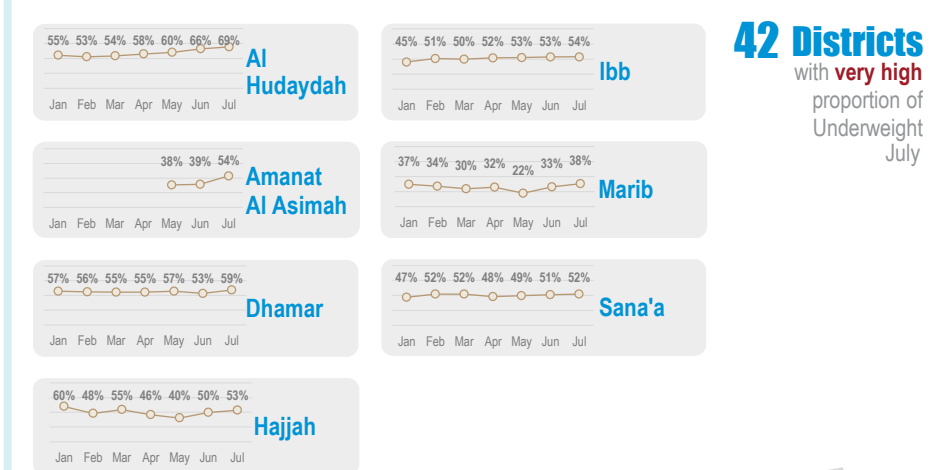 55% 53% 54% 58% 60% 66% 69%
Al
Hudaydah
Jan Feb Mar Apr May Jun Jul
45% 51% 50% 52% 53% 53% 54%
Ibb
Jan Feb Mar Apr May Jun Jul
42 Districts
with very high
proportion of
Underweight
July
38% 39% 54%
Amanat
Al Asimah
Jan Feb Mar Apr May Jun Jul
37% 34% 30% 32% 22% 33% 38%
Marib
Jan Feb Mar Apr May Jun Jul
57% 56% 55% 55% 57% 53% 59%
Dhamar
Jan Feb Mar Apr May Jun Jul
47% 52% 52% 48% 49% 51% 52%
Sana'a
Jan Feb Mar Apr May Jun Jul
60% 48% 55% 46% 40% 50% 53%
Hajjah
Jan Feb Mar Apr May Jun Jul